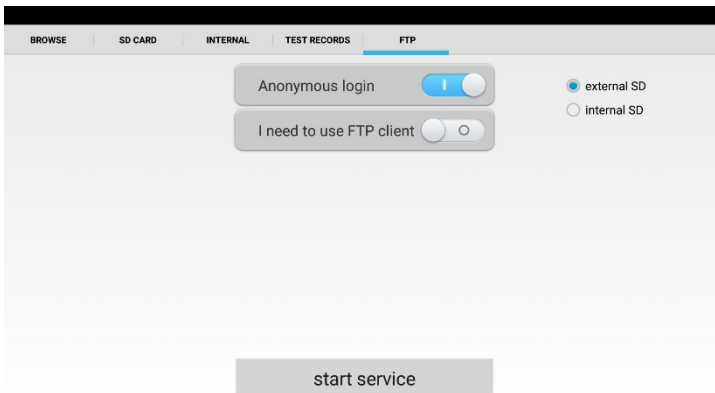 BROWSE SD CARD INTERNAL TEST RECORDS FTP
Anonymous login
external SD
internal SD
I need to use FTP client
start service